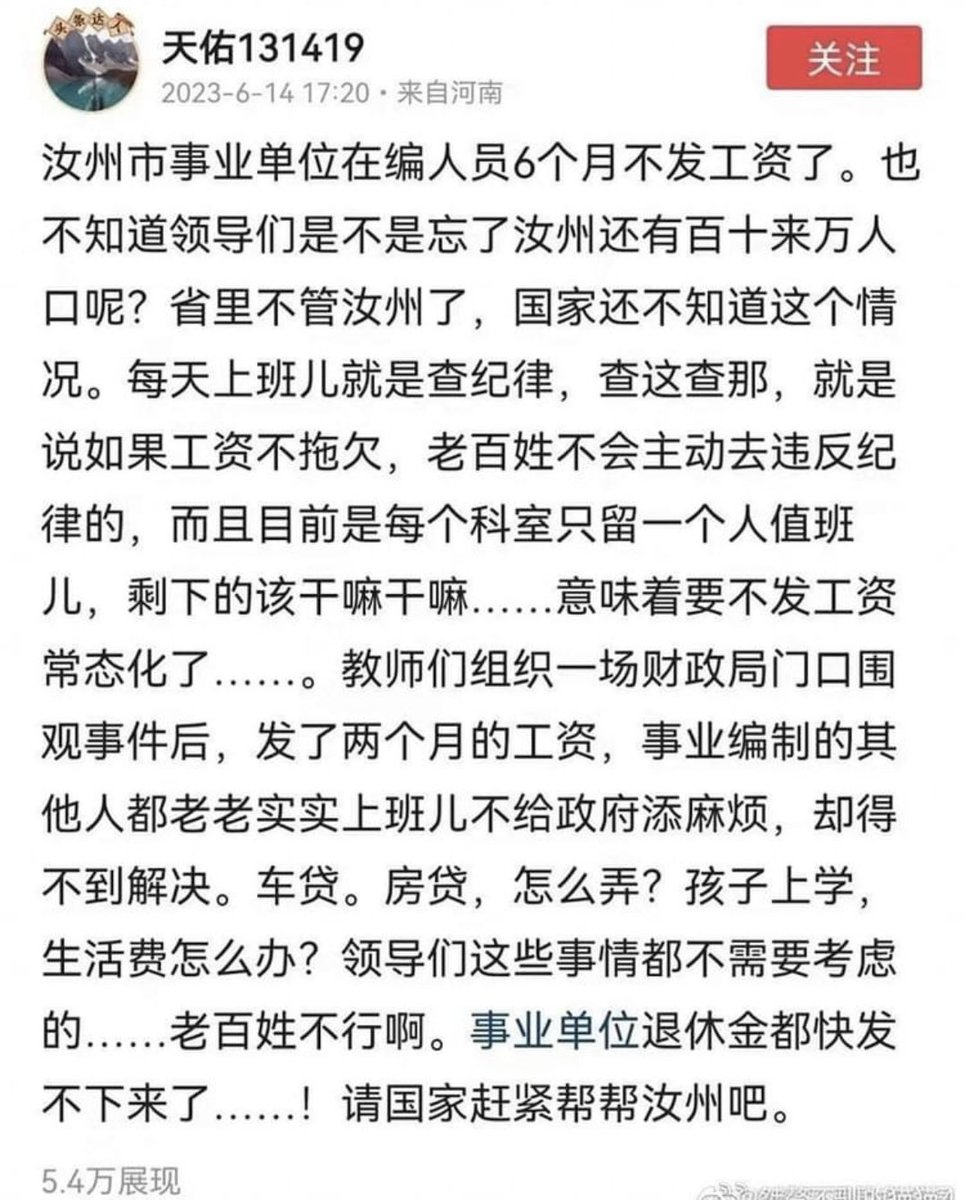 头条达人
天佑131419
关注
2023-6-14 17:20・来自河南
汝州市事业单位在编人员6个月不发工资了。也
不知道领导们是不是忘了汝州还有百十来万人
口呢？省里不管汝州了，国家还不知道这个情
况。每天上班儿就是查纪律，查这查那，就是
说如果工资不拖欠，老百姓不会主动去违反纪
律的，而且目前是每个科室只留一个人值班
儿，剩下的该干嘛干嘛……意味着要不发工资
常态化了……。教师们组织一场财政局门口围
观事件后，发了两个月的工资，事业编制的其
他人都老老实实上班儿不给政府添麻烦，却得
不到解决。车贷。房贷，怎么弄？孩子上学，
生活费怎么办？领导们这些事情都不需要考虑
的……老百姓不行啊。事业单位退休金都快发
不下来了……！请国家赶紧帮帮汝州吧。
5.4万展现